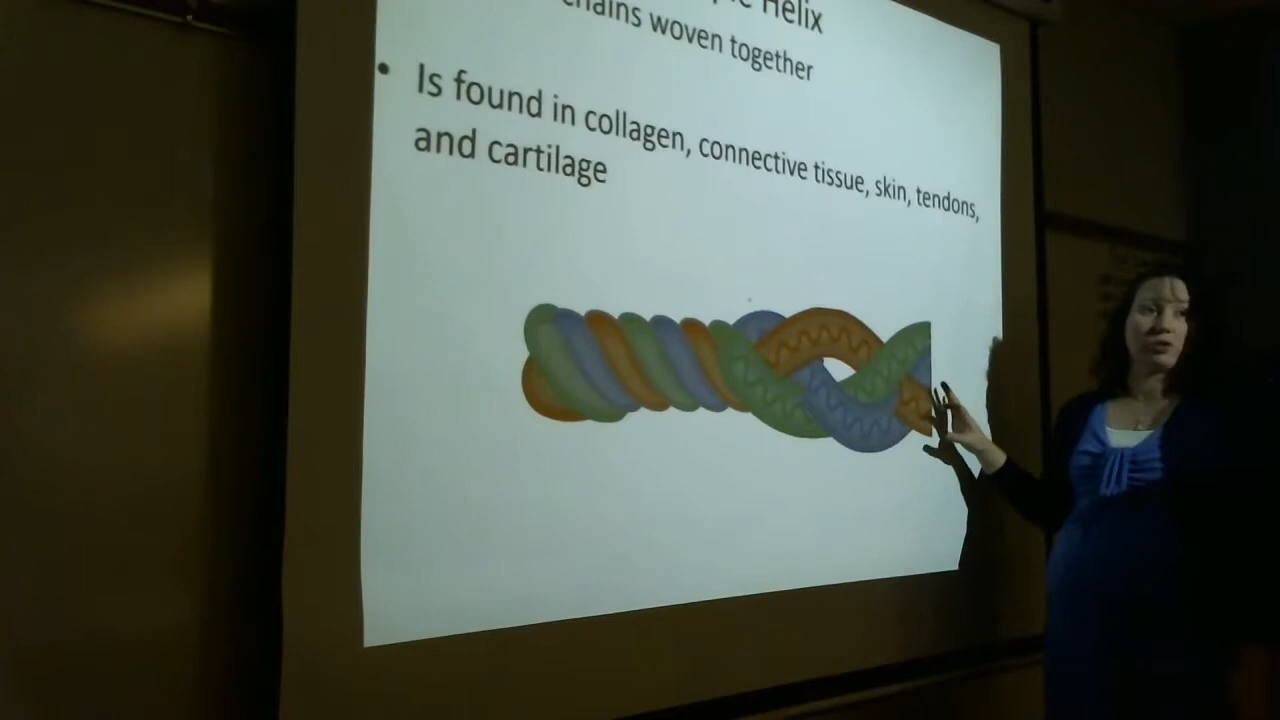 Helix
chains woven together
• Is found in collagen, connective tissue, skin, tendons,
and cartilage